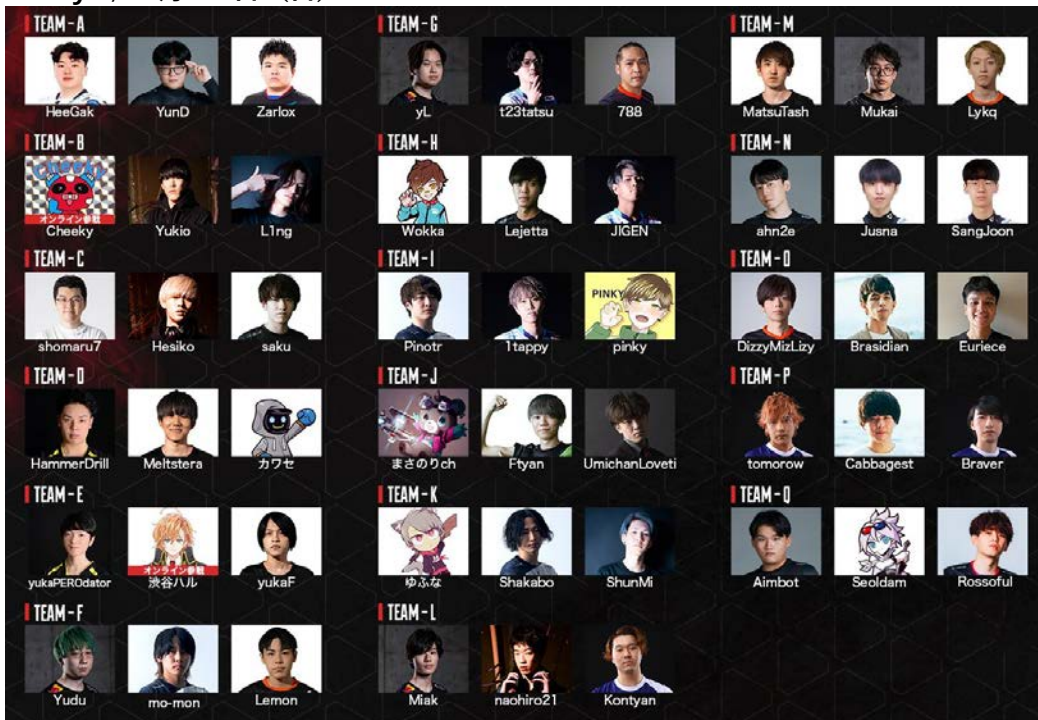 TEAM-A
HeeGak YunD Zarlox
TEAM-B
Cheeky
オンライン参戦
Cheeky Yukio L1ng
TEAM-C
shomaru7 Hesiko saku
TEAM-D
HammerDrill Meltstera カワセ
TEAM-E
オンライン参戦
yukaPEROdator 渋谷ハル yukaF
TEAM-F
Yudu mo-mon Lemon
TEAM-G
yL t23tatsu 788
TEAM-H
Wokka Lejetta JIGEN
TEAM-I
PINKY
Pinotr 1tappy pinky
TEAM-J
まさのりch Ftyan UmichanLoveti
TEAM-K
ゆふな Shakabo ShunMi
TEAM-L
Miak naohiro21 Kontyan
TEAM-M
MatsuTash Mukai Lykq
TEAM-N
ahn2e Jusna SangJoon
TEAM-O
DizzyMizLizy Brasidian Euriece
TEAM-P
tomorow Cabbagest Braver
TEAM-Q
Aimbot Seoldam Rossoful